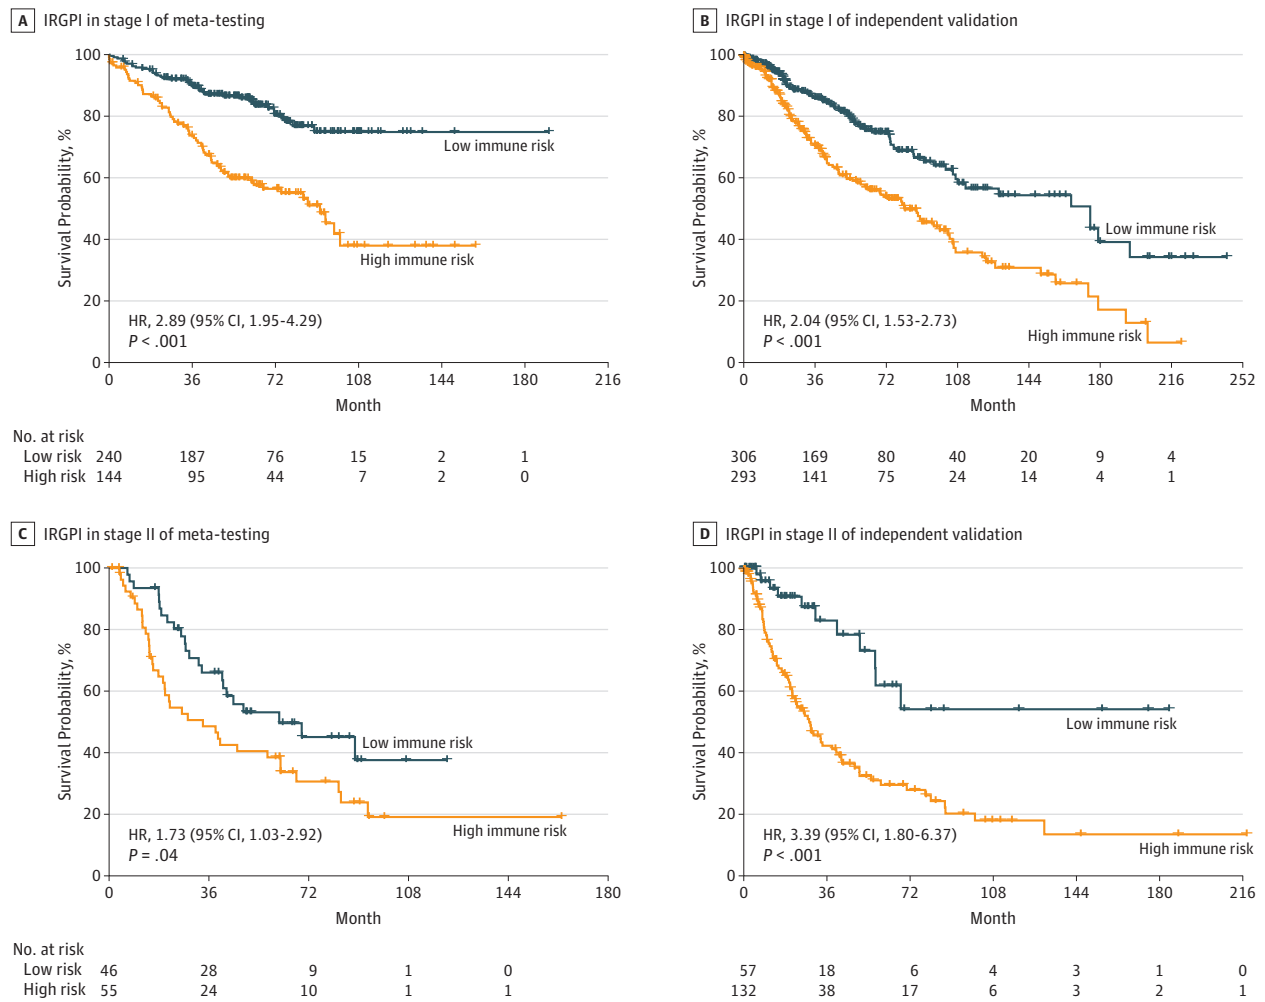 A IRGPI in stage I of meta-testing
100
80
60
40
20
0
Survival Probability, %
Low immune risk
High immune risk
HR, 2.89 (95% CI, 1.95-4.29)
P < .001
0 36 72 108 144 180 216
Month
No. at risk
Low risk 240 187 76 15 2 1
High risk 144 95 44 7 2 0
B IRGPI in stage I of independent validation
100
80
60
40
20
0
Survival Probability, %
Low immune risk
High immune risk
HR, 2.04 (95% CI, 1.53-2.73)
P < .001
0 36 72 108 144 180 216 252
Month
306 169 80 40 20 9 4
293 141 75 24 14 4 1
C IRGPI in stage II of meta-testing
100
80
60
40
20
0
Survival Probability, %
Low immune risk
High immune risk
HR, 1.73 (95% CI, 1.03-2.92)
P = .04
0 36 72 108 144 180
Month
No. at risk
Low risk 46 28 9 1 0
High risk 55 24 10 1 1
D IRGPI in stage II of independent validation
100
80
60
40
20
0
Survival Probability, %
Low immune risk
High immune risk
HR, 3.39 (95% CI, 1.80-6.37)
P < .001
0 36 72 108 144 180 216
Month
57 18 6 4 3 1 0
132 38 17 6 3 2 1